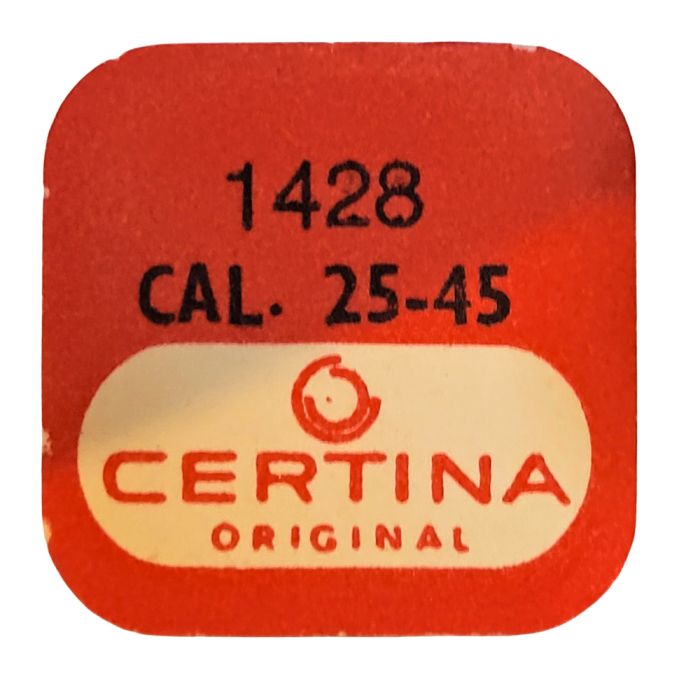 1428
CAL. 25-45
CERTINA
ORIGINAL